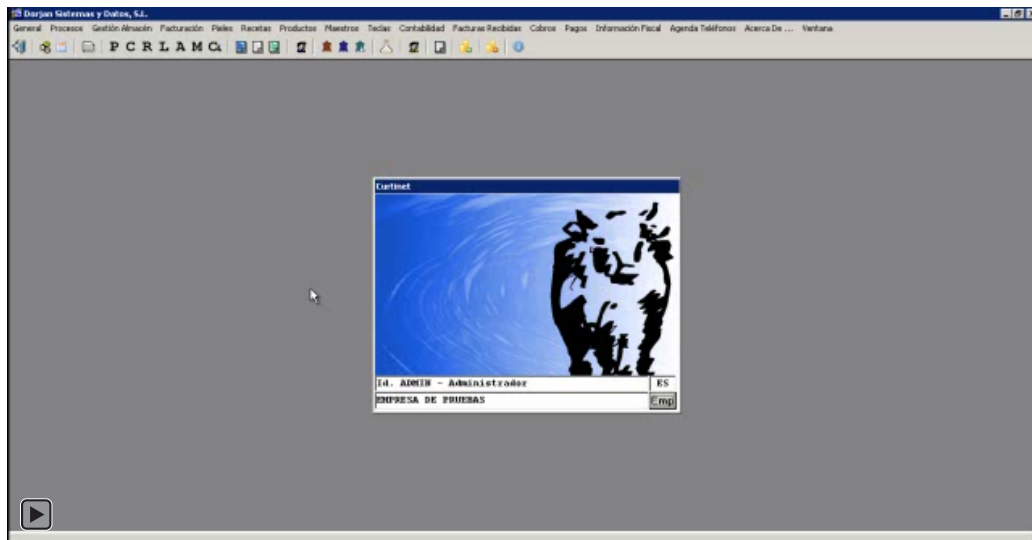 Dorjan Sistemas y Datos, S.L.
General Procesos Gestión Almacén Facturación Pieles Recetas Productos Maestros Teclas Contabilidad Facturas Recibidas Cobros Pagos Información Fiscal Agenda Teléfonos Acerca De ... Ventana
P C R L A M
Curtinet
Id. ADMIN - Administrador ES
EMPRESA DE PRUEBAS Emp